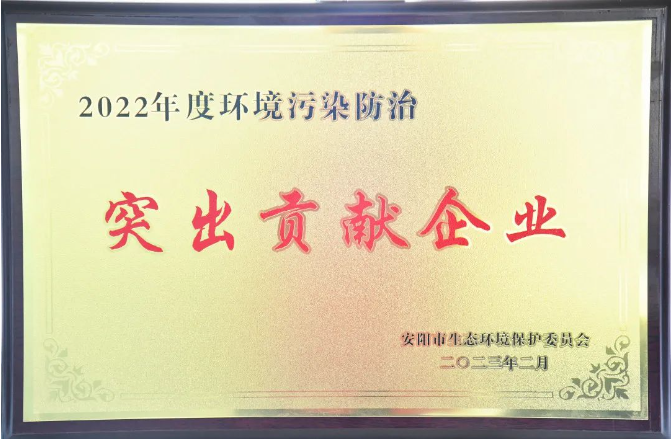 2022年度环境污染防治
突出贡献企业
安阳市生态环境保护委员会
二〇二三年二月